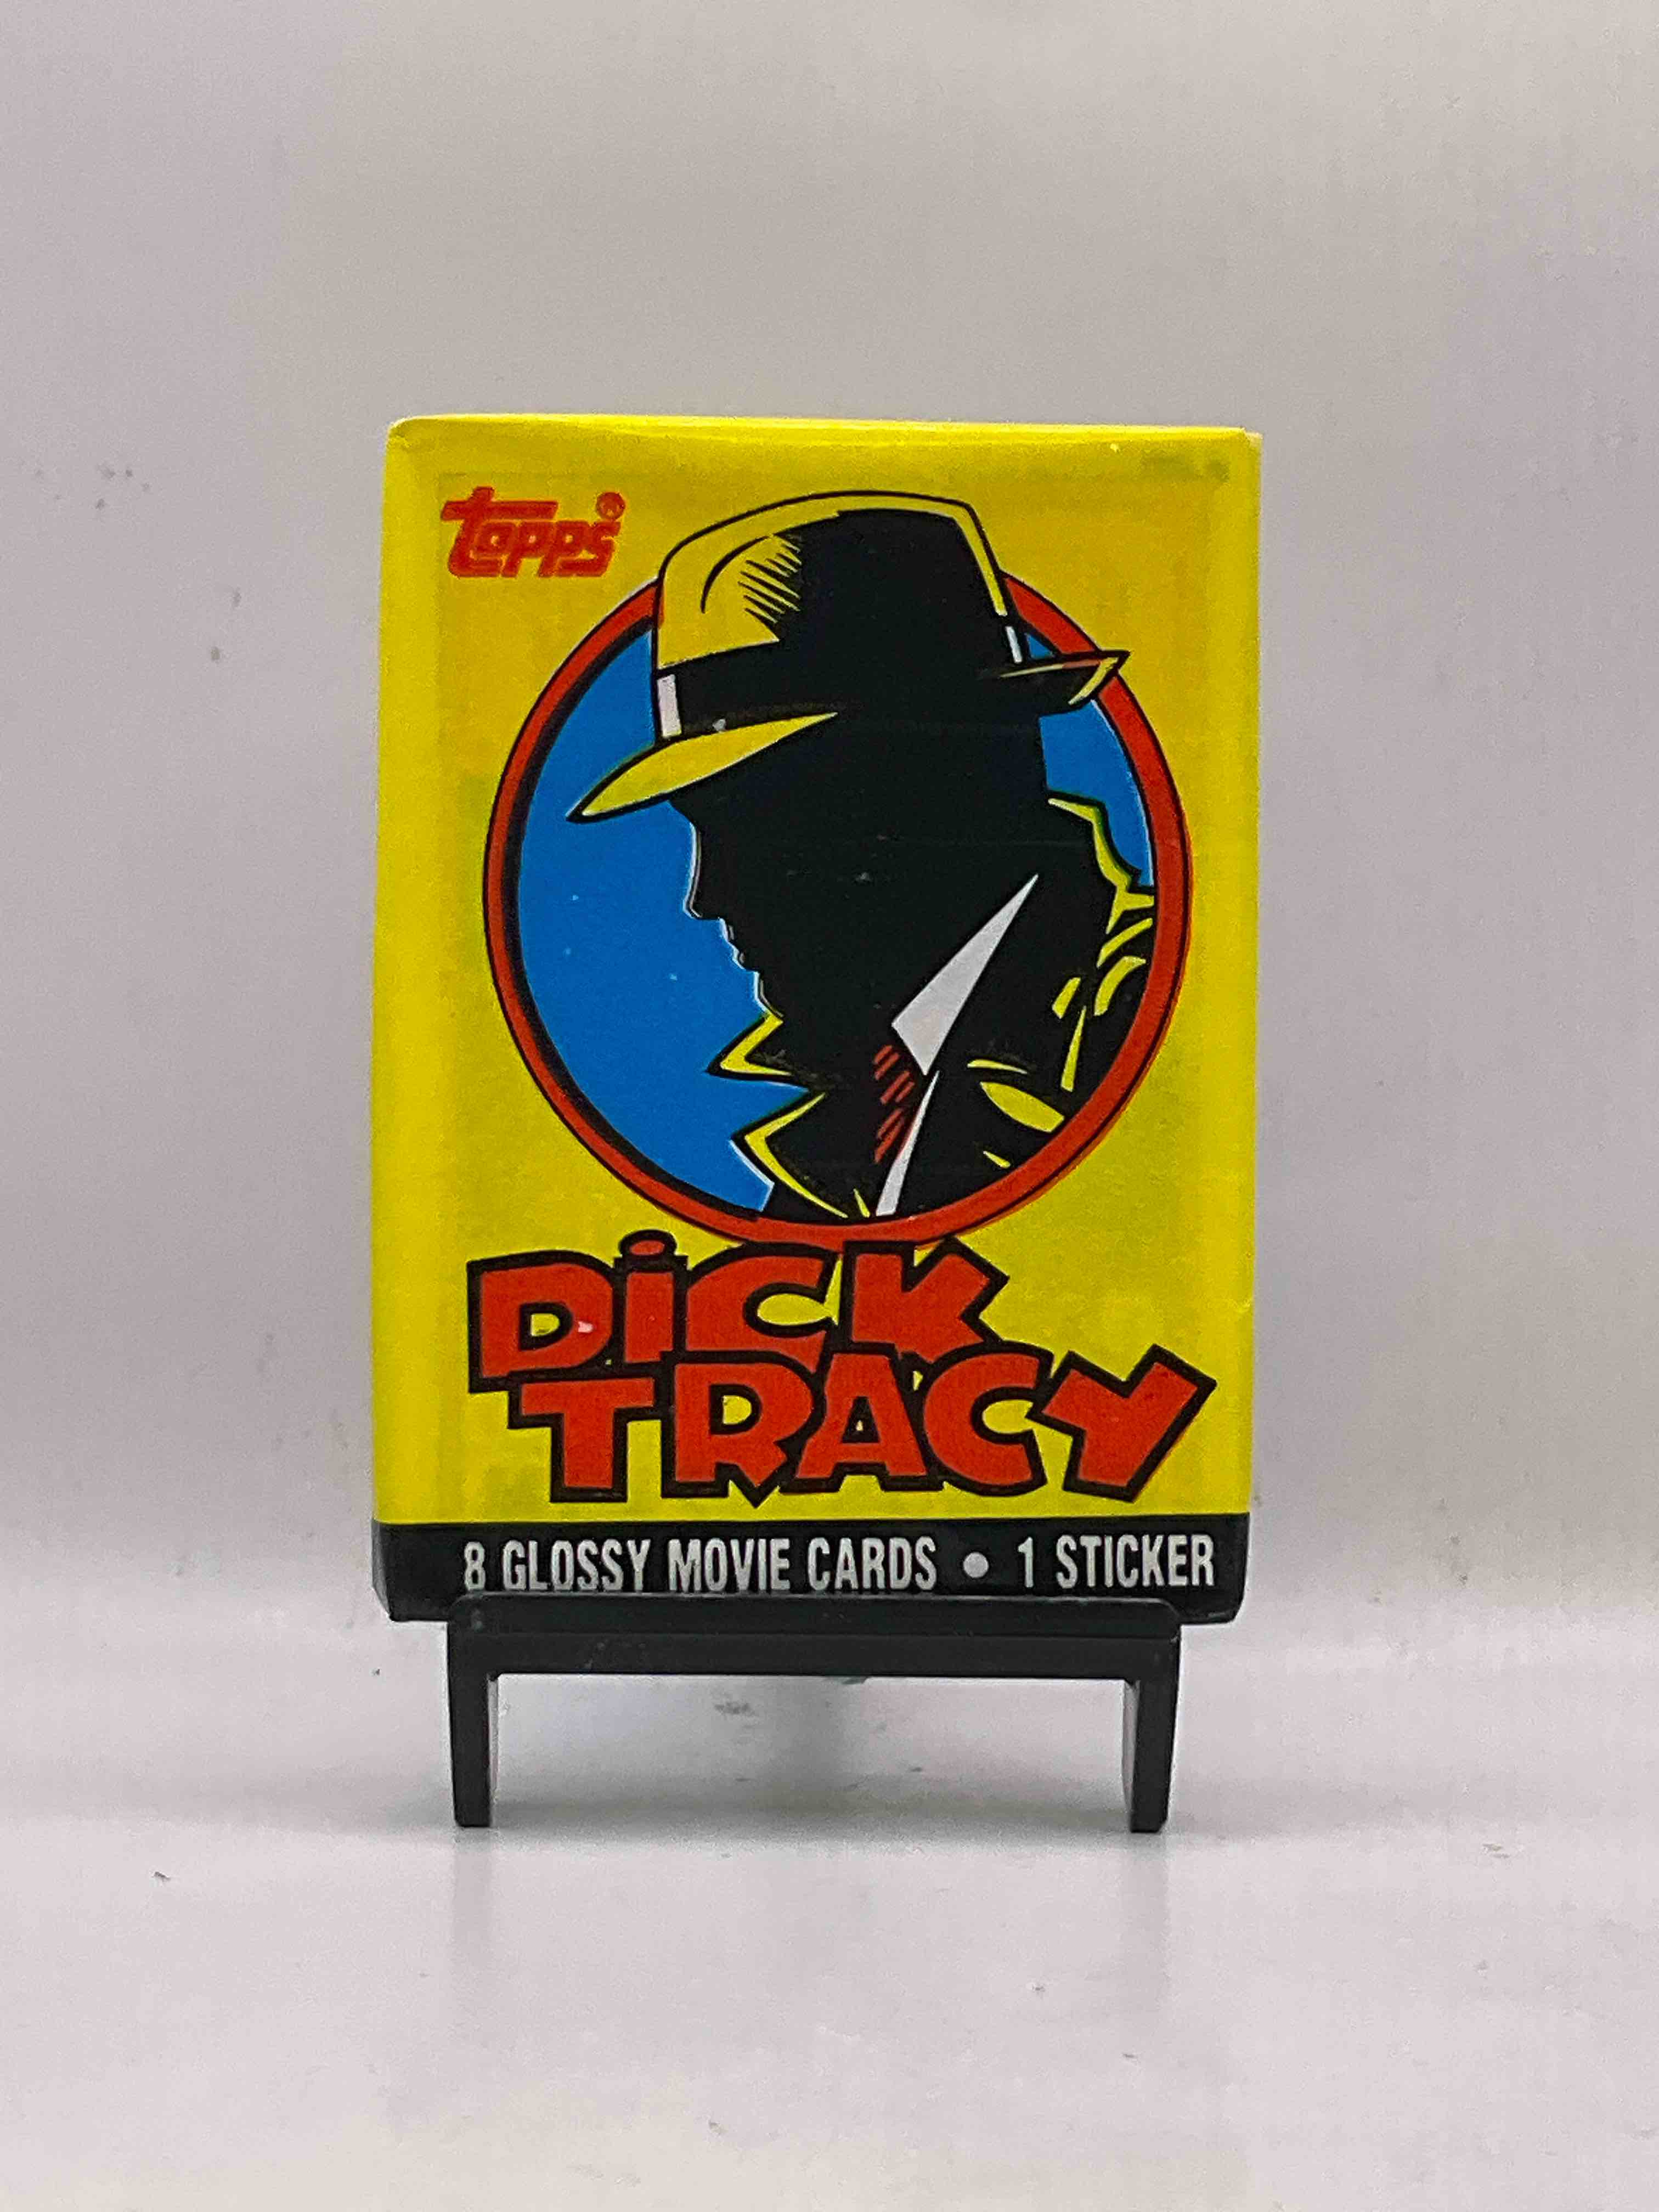 topps®
DiCK
TRACY
8 GLOSSY MOVIE CARDS • 1 STICKER